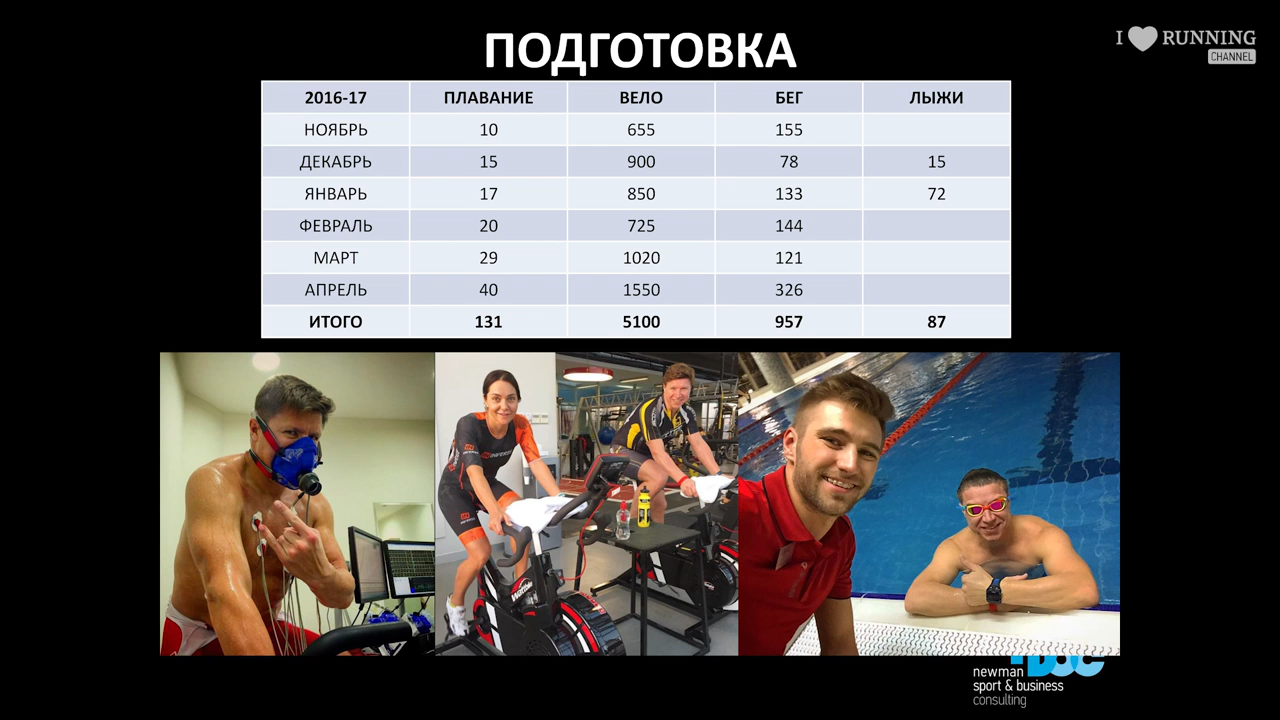 ПОДГОТОВКА
I RUNNING
CHANNEL
2016-17 ПЛАВАНИЕ ВЕЛО БЕГ ЛЫЖИ
НОЯБРЬ 10 655 155
ДЕКАБРЬ 15 900 78 15
ЯНВАРЬ 17 850 133 72
ФЕВРАЛЬ 20 725 144
МАРТ 29 1020 121
АПРЕЛЬ 40 1550 326
ИТОГО 131 5100 957 87
newman
sport & business
consulting